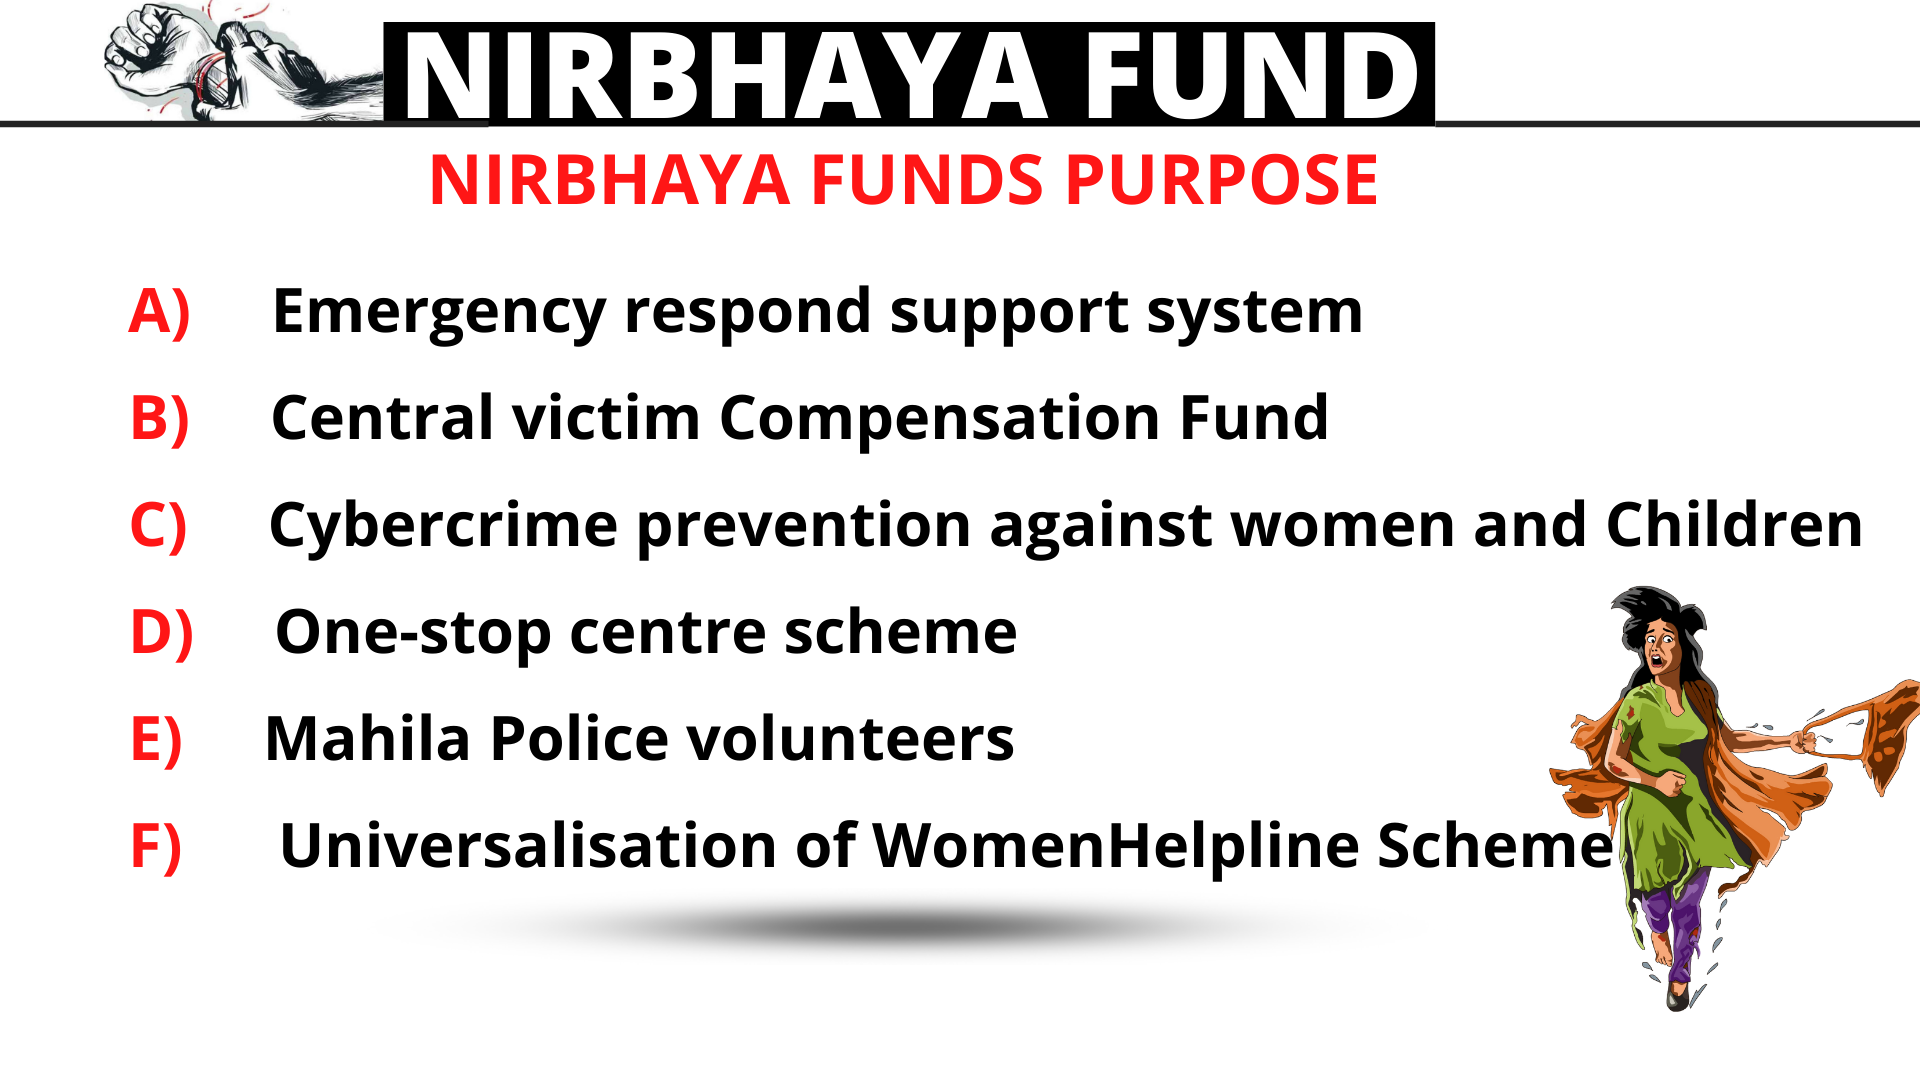 NIRBHAYA FUND
NIRBHAYA FUNDS PURPOSE
A) Emergency respond support system
B) Central victim Compensation Fund
C) Cybercrime prevention against women and Children
D) One-stop centre scheme
E) Mahila Police volunteers
F) Universalisation of WomenHelpline Scheme